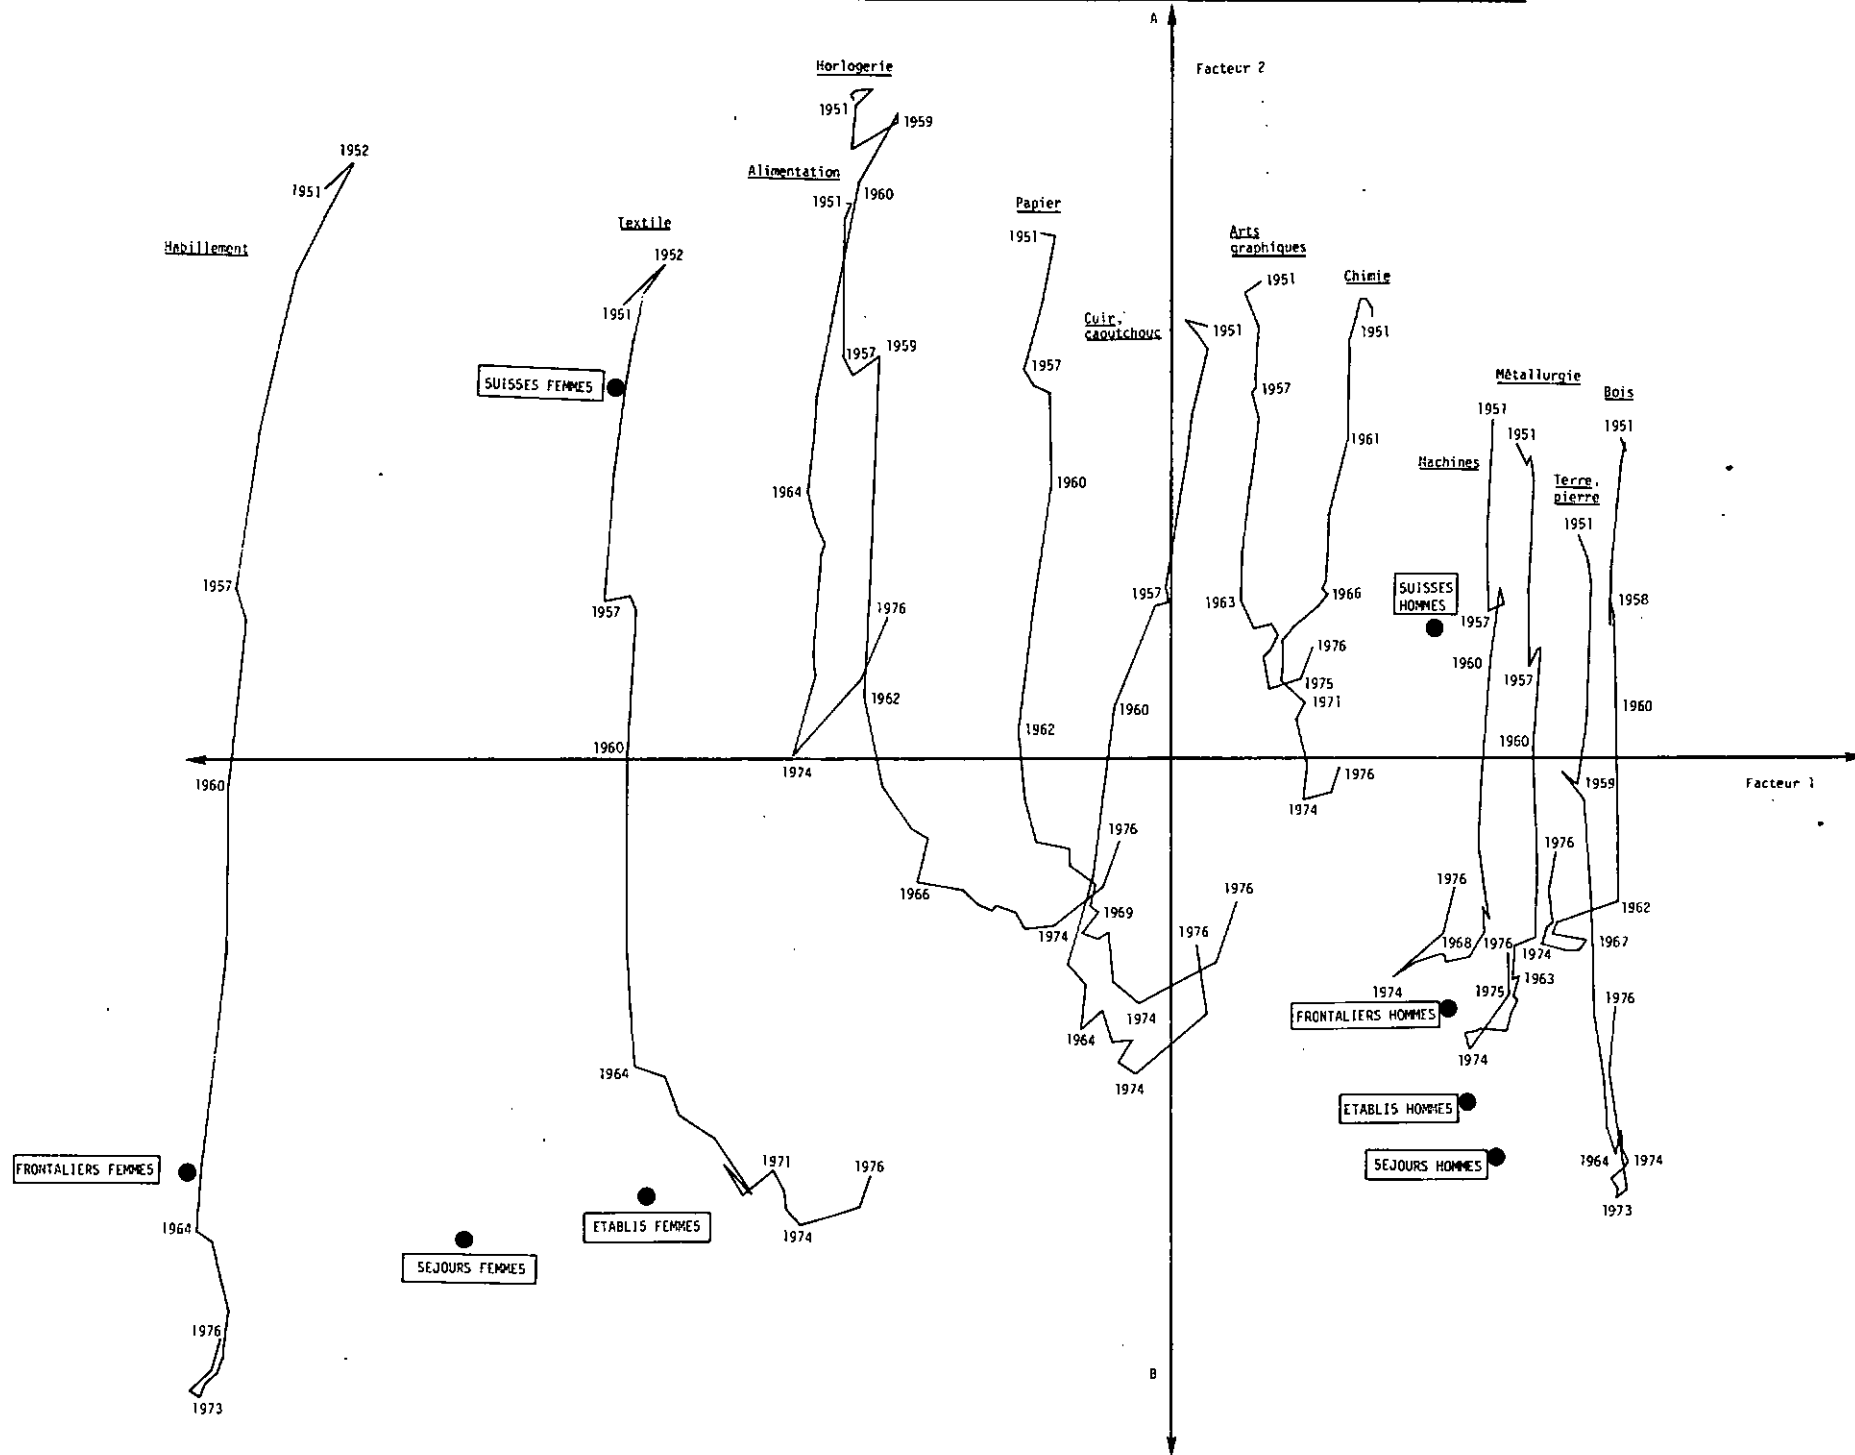 A
Facteur 2
Horlogerie
1951
1959
1952
1951
Alimentation
1951
1960
Habillement
Textile
1952
1951
Papier
1951
Arts
graphiques
1951
Chimie
1951
Cuir,
caoutchouc
1951
1957
1959
1957
1957
SUISSES FEMMES
Métallurgie
Bois
1951
1951
1951
Machines
1961
1964
1960
Terre,
pierre
1951
1957
1957
1976
1957
1963
1966
SUISSES
HOMMES
1957
1958
1960
1957
1976
1975
1971
1962
1960
1962
1960
1960
1960
1960
1974
1959
Facteur 1
1976
1974
1976
1976
1966
1969
1976
1976
1962
1974
1976
1968
1976
1974
1967
1963
1974
1975
1976
1974
FRONTALIERS HOMMES
1964
1974
1974
1964
ETABLIS HOMMES
FRONTALIERS FEMMES
1971
1976
SEJOURS HOMMES
1964
1974
1973
1964
ETABLIS FEMMES
1974
SEJOURS FEMMES
1976
B
1973